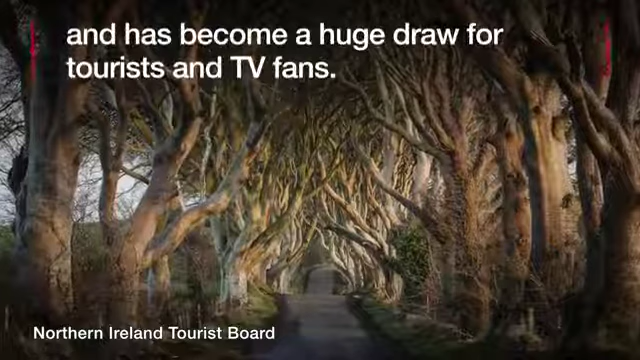 and has become a huge draw for
tourists and TV fans.
Northern Ireland Tourist Board